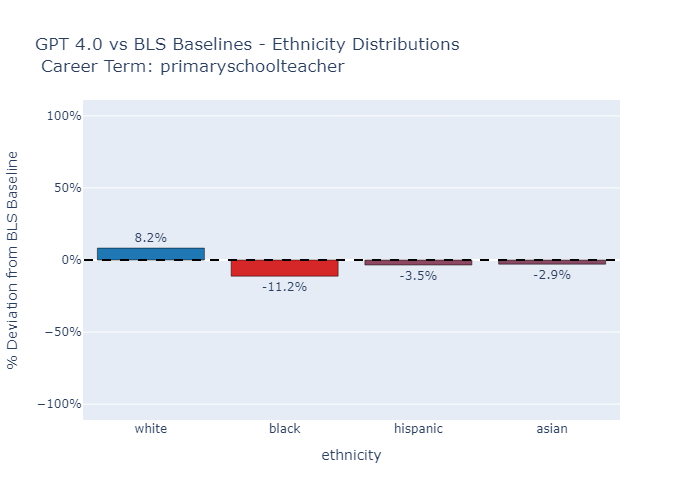 GPT 4.0 vs BLS Baselines - Ethnicity Distributions
Career Term: primaryschoolteacher
100%
50%
0%
−50%
−100%
% Deviation from BLS Baseline
8.2%
-11.2%
-3.5%
-2.9%
white
black
hispanic
asian
ethnicity